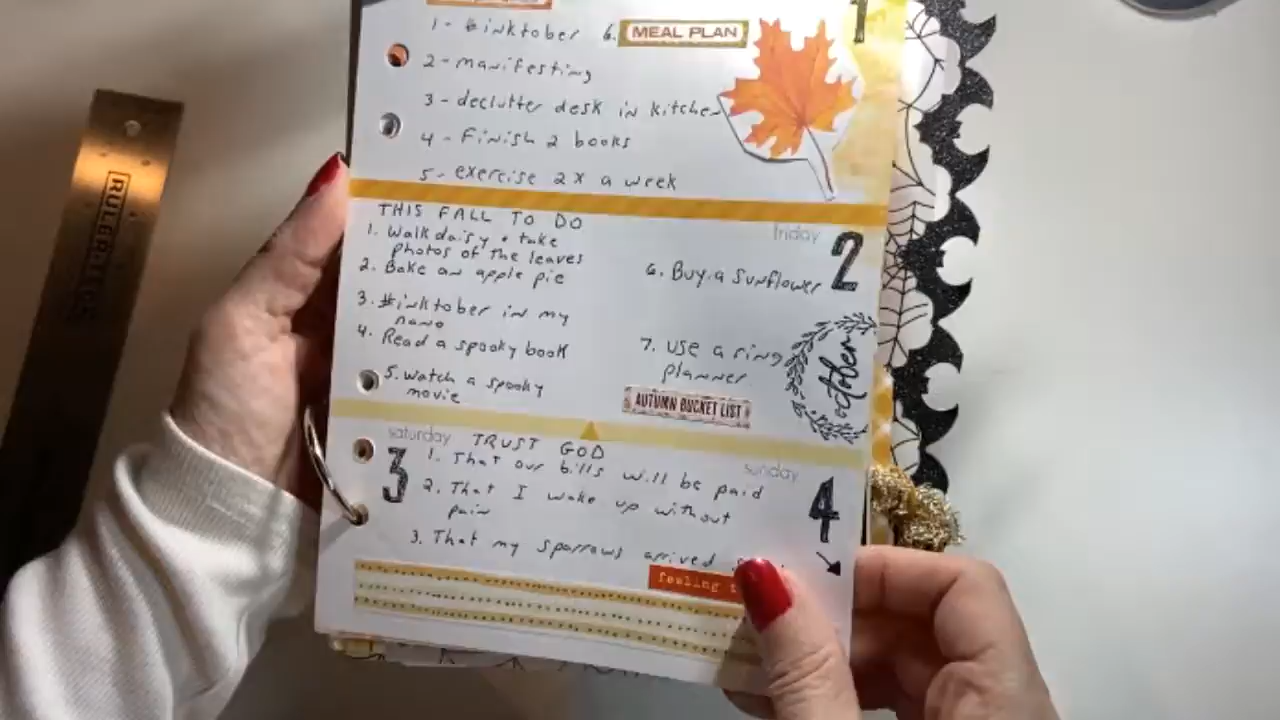 1 - #inktober 6. MEAL PLAN
1
2 - manifesting
3 - declutter desk in kitchen
4 - Finish 2 books
5 - exercise 2x a week
THIS FALL TO DO
1. Walk daisy + take
photos of the leaves
2. Bake an apple pie
3. #inktober in my
nano
4. Read a spooky book
5. watch a spooky
movie
friday 2
6. Buy a sunflower
7. use a ring
planner
october
AUTUMN BUCKET LIST
saturday 3
TRUST GOD
sunday 4
1. That our bills will be paid
2. That I wake up without
pain
3. That my sparrows arrived
feeling
RULERPIECE